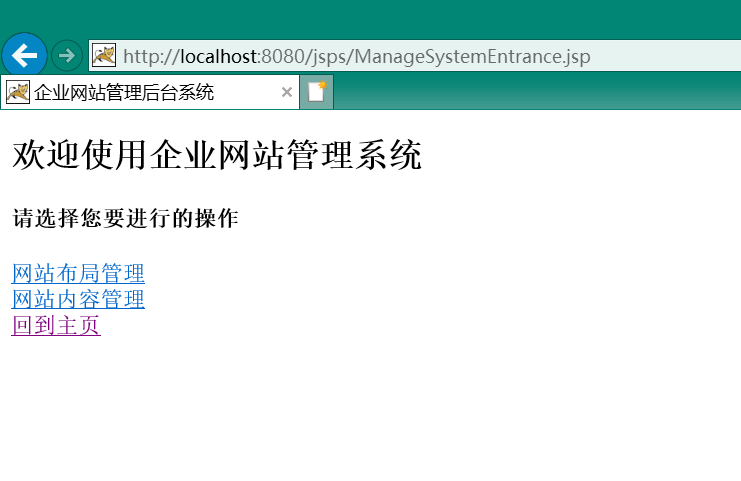 http://localhost:8080/jsps/ManageSystemEntrance.jsp
企业网站管理后台系统
欢迎使用企业网站管理系统
请选择您要进行的操作
网站布局管理
网站内容管理
回到主页